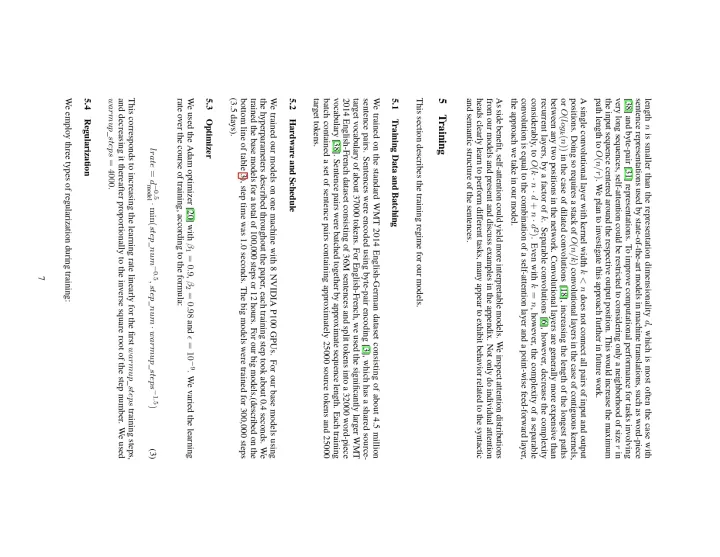 length n is smaller than the representation dimensionality d, which is most often the case with
sentence representations used by state-of-the-art models in machine translations, such as word-piece
[38] and byte-pair [31] representations. To improve computational performance for tasks involving
very long sequences, self-attention could be restricted to considering only a neighborhood of size r in
the input sequence centered around the respective output position. This would increase the maximum
path length to O(n/r). We plan to investigate this approach further in future work.
A single convolutional layer with kernel width k < n does not connect all pairs of input and output
positions. Doing so requires a stack of O(n/k) convolutional layers in the case of contiguous kernels,
or O(log_k(n)) in the case of dilated convolutions [18], increasing the length of the longest paths
between any two positions in the network. Convolutional layers are generally more expensive than
recurrent layers, by a factor of k. Separable convolutions [6], however, decrease the complexity
considerably, to O(k · n · d + n · d²). Even with k = n, however, the complexity of a separable
convolution is equal to the combination of a self-attention layer and a point-wise feed-forward layer,
the approach we take in our model.
As side benefit, self-attention could yield more interpretable models. We inspect attention distributions
from our models and present and discuss examples in the appendix. Not only do individual attention
heads clearly learn to perform different tasks, many appear to exhibit behavior related to the syntactic
and semantic structure of the sentences.
5 Training
This section describes the training regime for our models.
5.1 Training Data and Batching
We trained on the standard WMT 2014 English-German dataset consisting of about 4.5 million
sentence pairs. Sentences were encoded using byte-pair encoding [3], which has a shared source-
target vocabulary of about 37000 tokens. For English-French, we used the significantly larger WMT
2014 English-French dataset consisting of 36M sentences and split tokens into a 32000 word-piece
vocabulary [38]. Sentence pairs were batched together by approximate sequence length. Each training
batch contained a set of sentence pairs containing approximately 25000 source tokens and 25000
target tokens.
5.2 Hardware and Schedule
We trained our models on one machine with 8 NVIDIA P100 GPUs. For our base models using
the hyperparameters described throughout the paper, each training step took about 0.4 seconds. We
trained the base models for a total of 100,000 steps or 12 hours. For our big models,(described on the
bottom line of table 3), step time was 1.0 seconds. The big models were trained for 300,000 steps
(3.5 days).
5.3 Optimizer
We used the Adam optimizer [20] with β₁ = 0.9, β₂ = 0.98 and ϵ = 10⁻⁹. We varied the learning
rate over the course of training, according to the formula:
lrate = d_model^−0.5 · min(step_num^−0.5, step_num · warmup_steps^−1.5) (3)
This corresponds to increasing the learning rate linearly for the first warmup_steps training steps,
and decreasing it thereafter proportionally to the inverse square root of the step number. We used
warmup_steps = 4000.
5.4 Regularization
We employ three types of regularization during training:
7